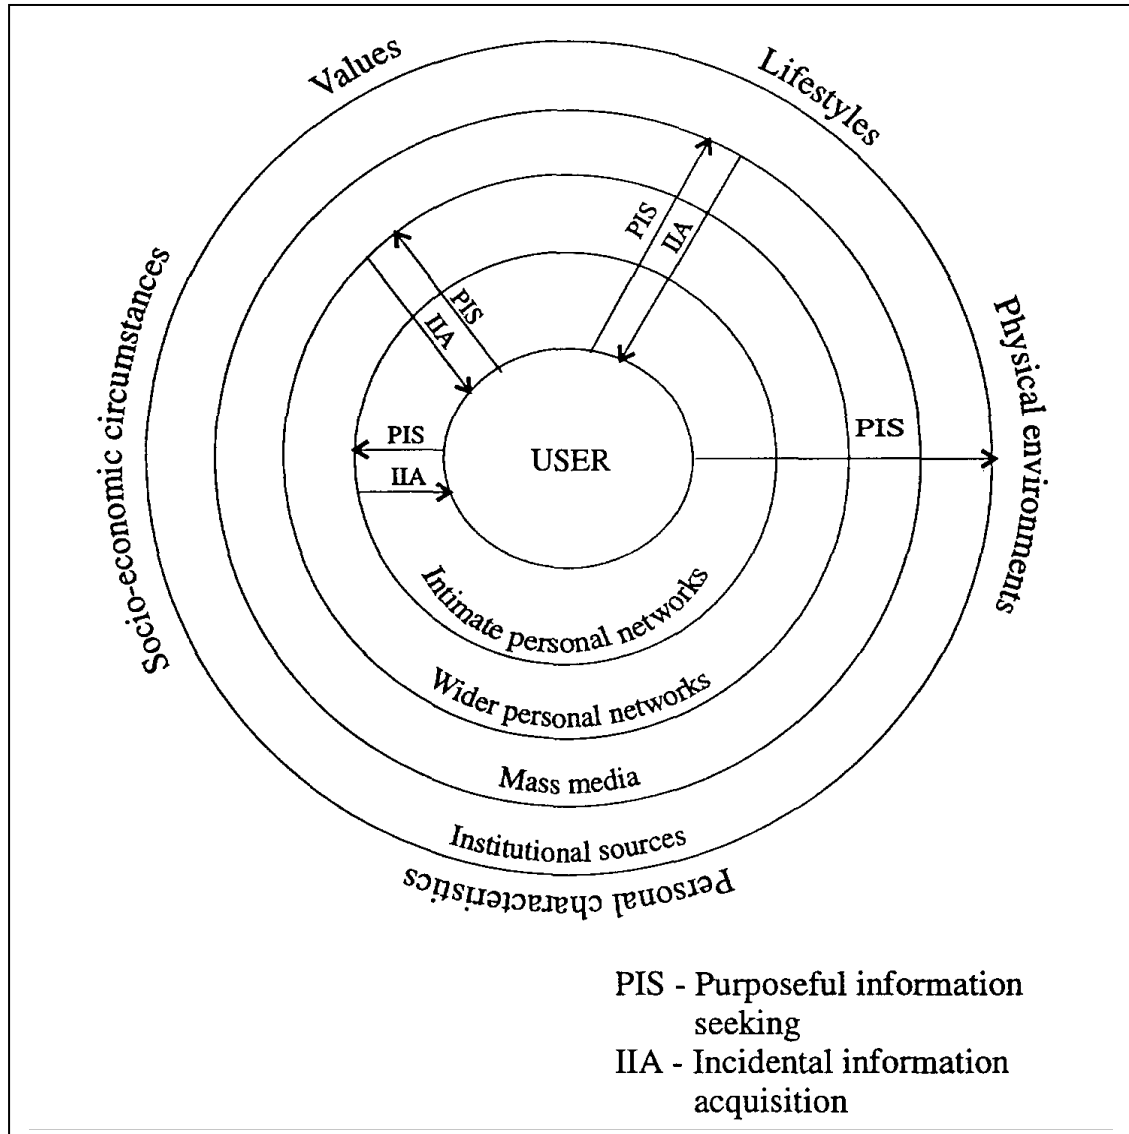 Values
Lifestyles
Socio-economic circumstances
Physical environments
PIS
IIA
PIS
IIA
PIS
IIA
PIS
USER
Intimate personal networks
Wider personal networks
Mass media
Institutional sources
Personal characteristics
PIS - Purposeful information
seeking
IIA - Incidental information
acquisition